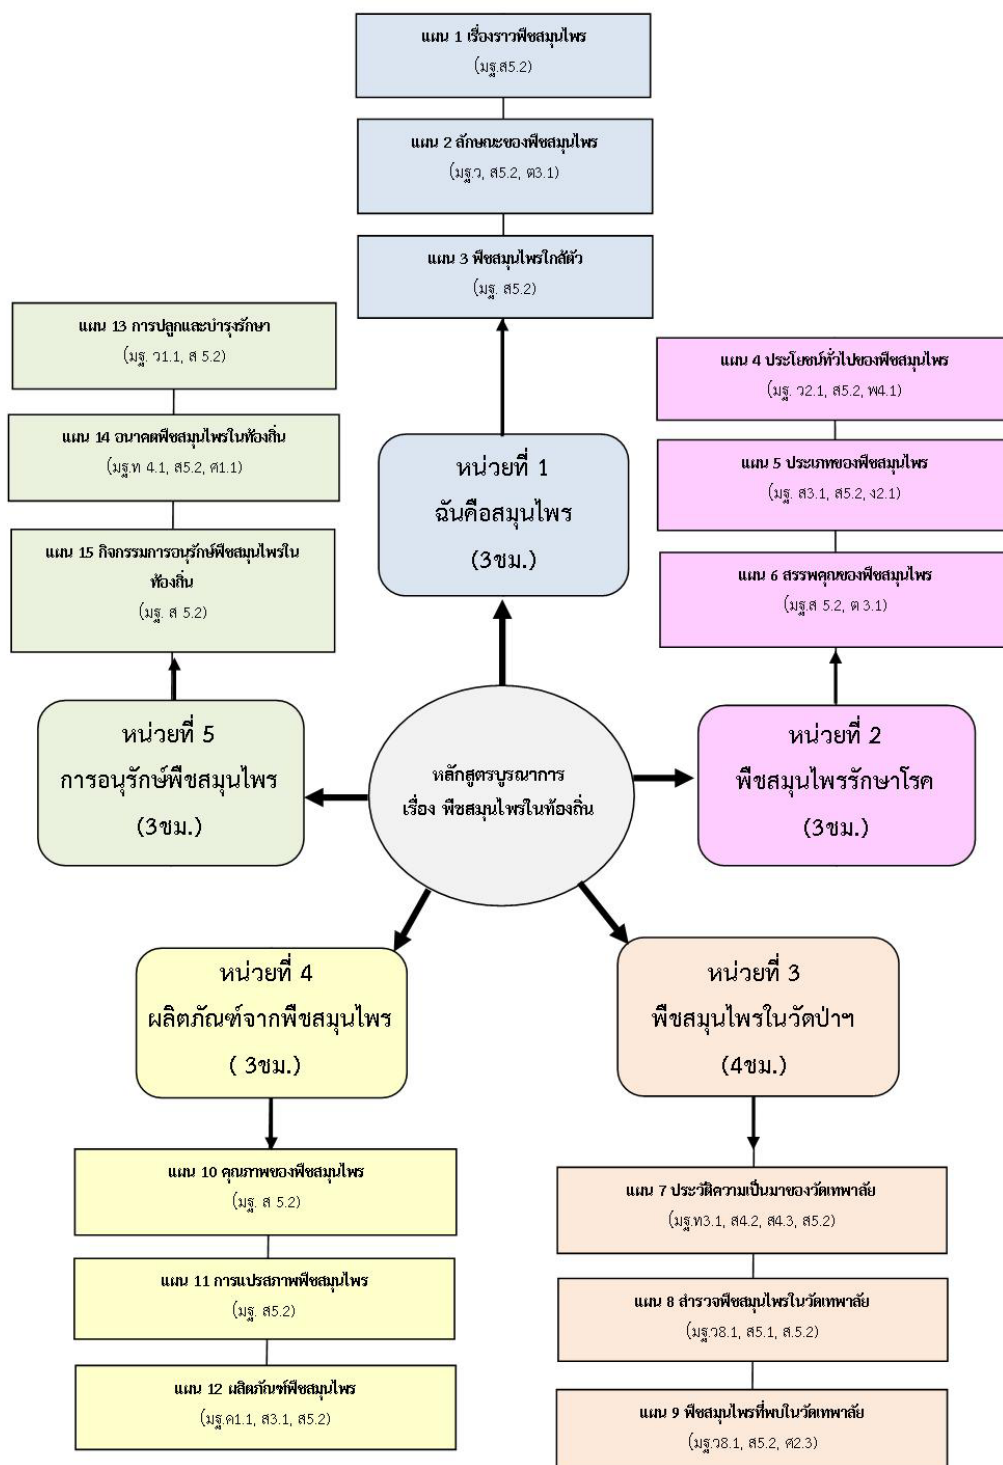 แผน 1 เรื่องราวพืชสมุนไพร
(มฐ.ส5.2)
แผน 2 ลักษณะของพืชสมุนไพร
(มฐ.ว, ส5.2, ต3.1)
แผน 3 พืชสมุนไพรใกล้ตัว
(มฐ. ส5.2)
หน่วยที่ 1
ฉันคือสมุนไพร
(3ชม.)
แผน 13 การปลูกและบำรุงรักษา
(มฐ. ว1.1, ส 5.2)
แผน 14 อนาคตพืชสมุนไพรในท้องถิ่น
(มฐ.ท 4.1, ส5.2, ศ1.1)
แผน 15 กิจกรรมการอนุรักษ์พืชสมุนไพรใน
ท้องถิ่น
(มฐ. ส 5.2)
หน่วยที่ 5
การอนุรักษ์พืชสมุนไพร
(3ชม.)
แผน 4 ประโยชน์ทั่วไปของพืชสมุนไพร
(มฐ. ว2.1, ส5.2, พ4.1)
แผน 5 ประเภทของพืชสมุนไพร
(มฐ. ส3.1, ส5.2, ง2.1)
แผน 6 สรรพคุณของพืชสมุนไพร
(มฐ.ส 5.2, ต 3.1)
หน่วยที่ 2
พืชสมุนไพรรักษาโรค
(3ชม.)
หลักสูตรบูรณาการ
เรื่อง พืชสมุนไพรในท้องถิ่น
หน่วยที่ 4
ผลิตภัณฑ์จากพืชสมุนไพร
( 3ชม.)
แผน 10 คุณภาพของพืชสมุนไพร
(มฐ. ส 5.2)
แผน 11 การแปรสภาพพืชสมุนไพร
(มฐ. ส5.2)
แผน 12 ผลิตภัณฑ์พืชสมุนไพร
(มฐ.ค1.1, ส3.1, ส5.2)
หน่วยที่ 3
พืชสมุนไพรในวัดป่าฯ
(4ชม.)
แผน 7 ประวัติความเป็นมาของวัดเทพาลัย
(มฐ.ท3.1, ส4.2, ส4.3, ส5.2)
แผน 8 สำรวจพืชสมุนไพรในวัดเทพาลัย
(มฐ.ว8.1, ส5.1, ส.5.2)
แผน 9 พืชสมุนไพรที่พบในวัดเทพาลัย
(มฐ.ว8.1, ส5.2, ศ2.3)